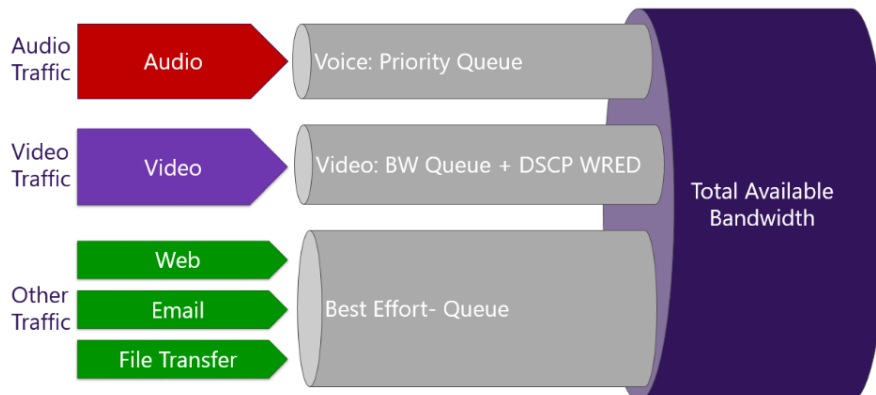 Audio
Traffic
Audio
Voice: Priority Queue
Video
Traffic
Video
Video: BW Queue + DSCP WRED
Total Available
Bandwidth
Other
Traffic
Web
Email
File Transfer
Best Effort- Queue